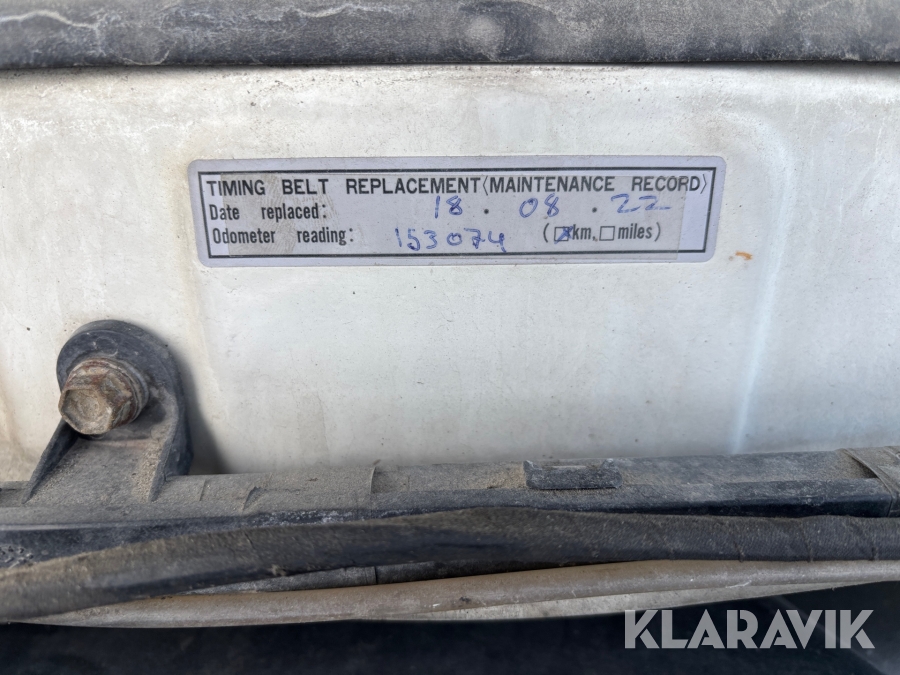 TIMING BELT REPLACEMENT(MAINTENANCE RECORD)
Date replaced: 18.08.22
Odometer reading: 153074 (☒km,☐miles)
KLARAVIK